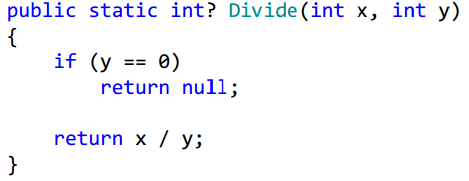 public static int? Divide(int x, int y)
{
    if (y == 0)
        return null;

    return x / y;
}